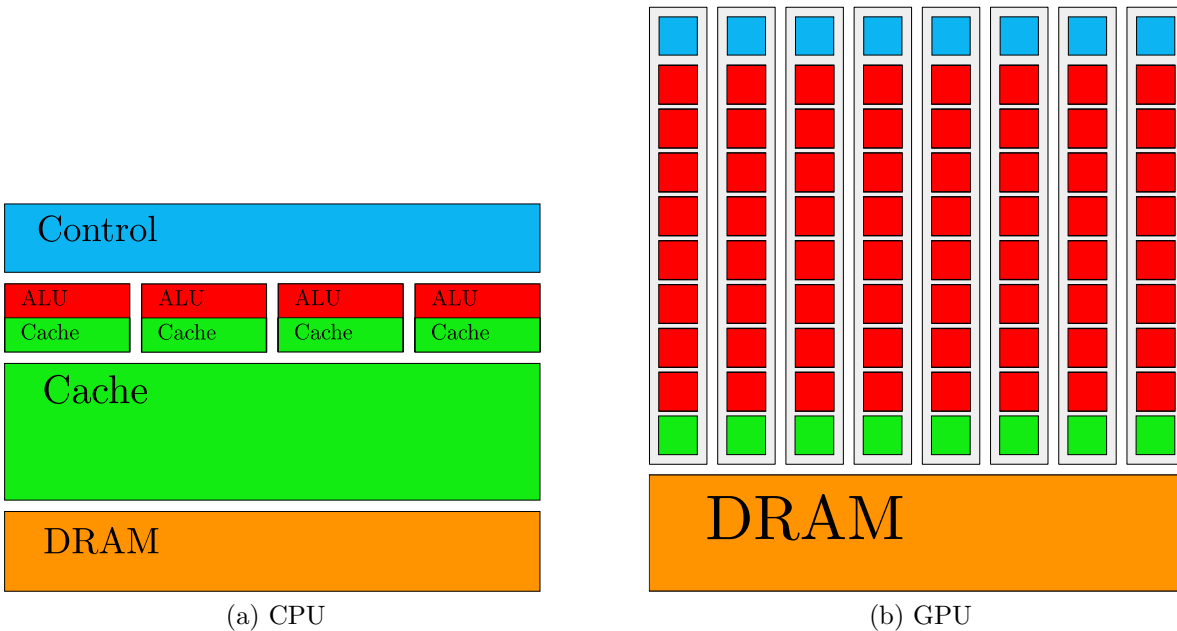 Control
ALU ALU ALU ALU
Cache Cache Cache Cache
Cache
DRAM
(a) CPU
DRAM
(b) GPU